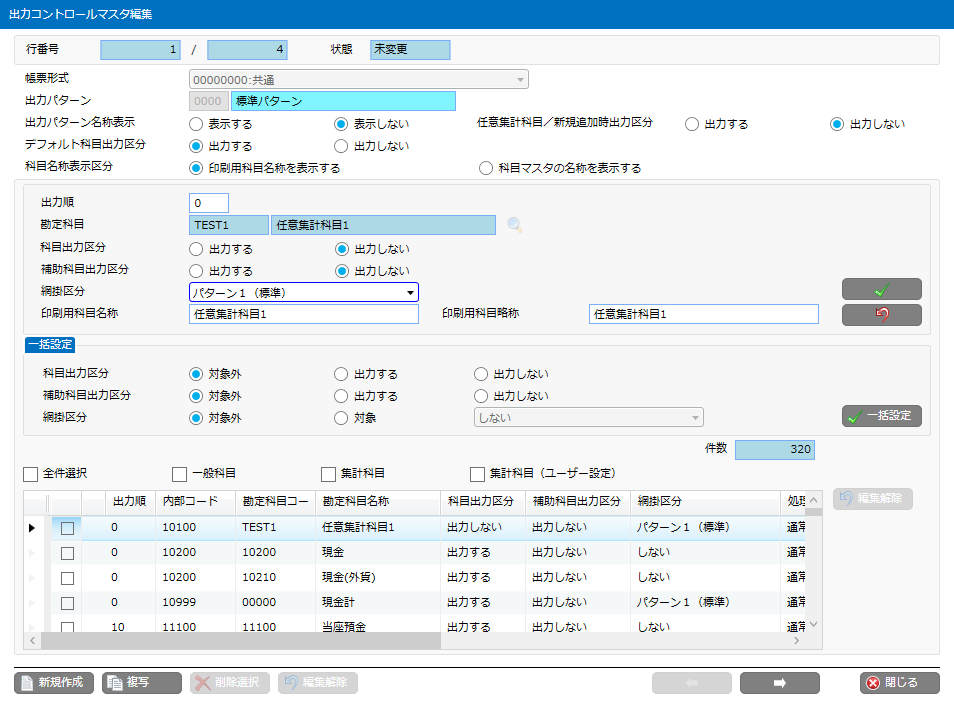 出力コントロールマスタ編集
行番号 1 / 4 状態 未変更
帳票形式 00000000:共通
出力パターン 0000 標準パターン
出力パターン名称表示 表示する 表示しない 任意集計科目／新規追加時出力区分 出力する 出力しない
デフォルト科目出力区分 出力する 出力しない
科目名称表示区分 印刷用科目名称を表示する 科目マスタの名称を表示する
出力順 0
勘定科目 TEST1 任意集計科目1
科目出力区分 出力する 出力しない
補助科目出力区分 出力する 出力しない
網掛区分 パターン１（標準）
印刷用科目名称 任意集計科目1 印刷用科目略称 任意集計科目1
一括設定
科目出力区分 対象外 出力する 出力しない
補助科目出力区分 対象外 出力する 出力しない
網掛区分 対象外 対象 しない 一括設定
件数 320
全件選択 一般科目 集計科目 集計科目（ユーザー設定）
出力順 内部コード 勘定科目コー 勘定科目名称 科目出力区分 補助科目出力区分 網掛区分 処理 編集解除
0 10100 TEST1 任意集計科目1 出力しない 出力しない パターン１（標準） 通常
0 10200 10200 現金 出力する 出力しない しない 通常
0 10200 10210 現金(外貨) 出力する 出力しない しない 通常
0 10999 00000 現金計 出力する 出力しない パターン１（標準） 通常
10 11100 11100 当座預金 出力する 出力しない しない 通常
新規作成 複写 削除選択 編集解除 閉じる